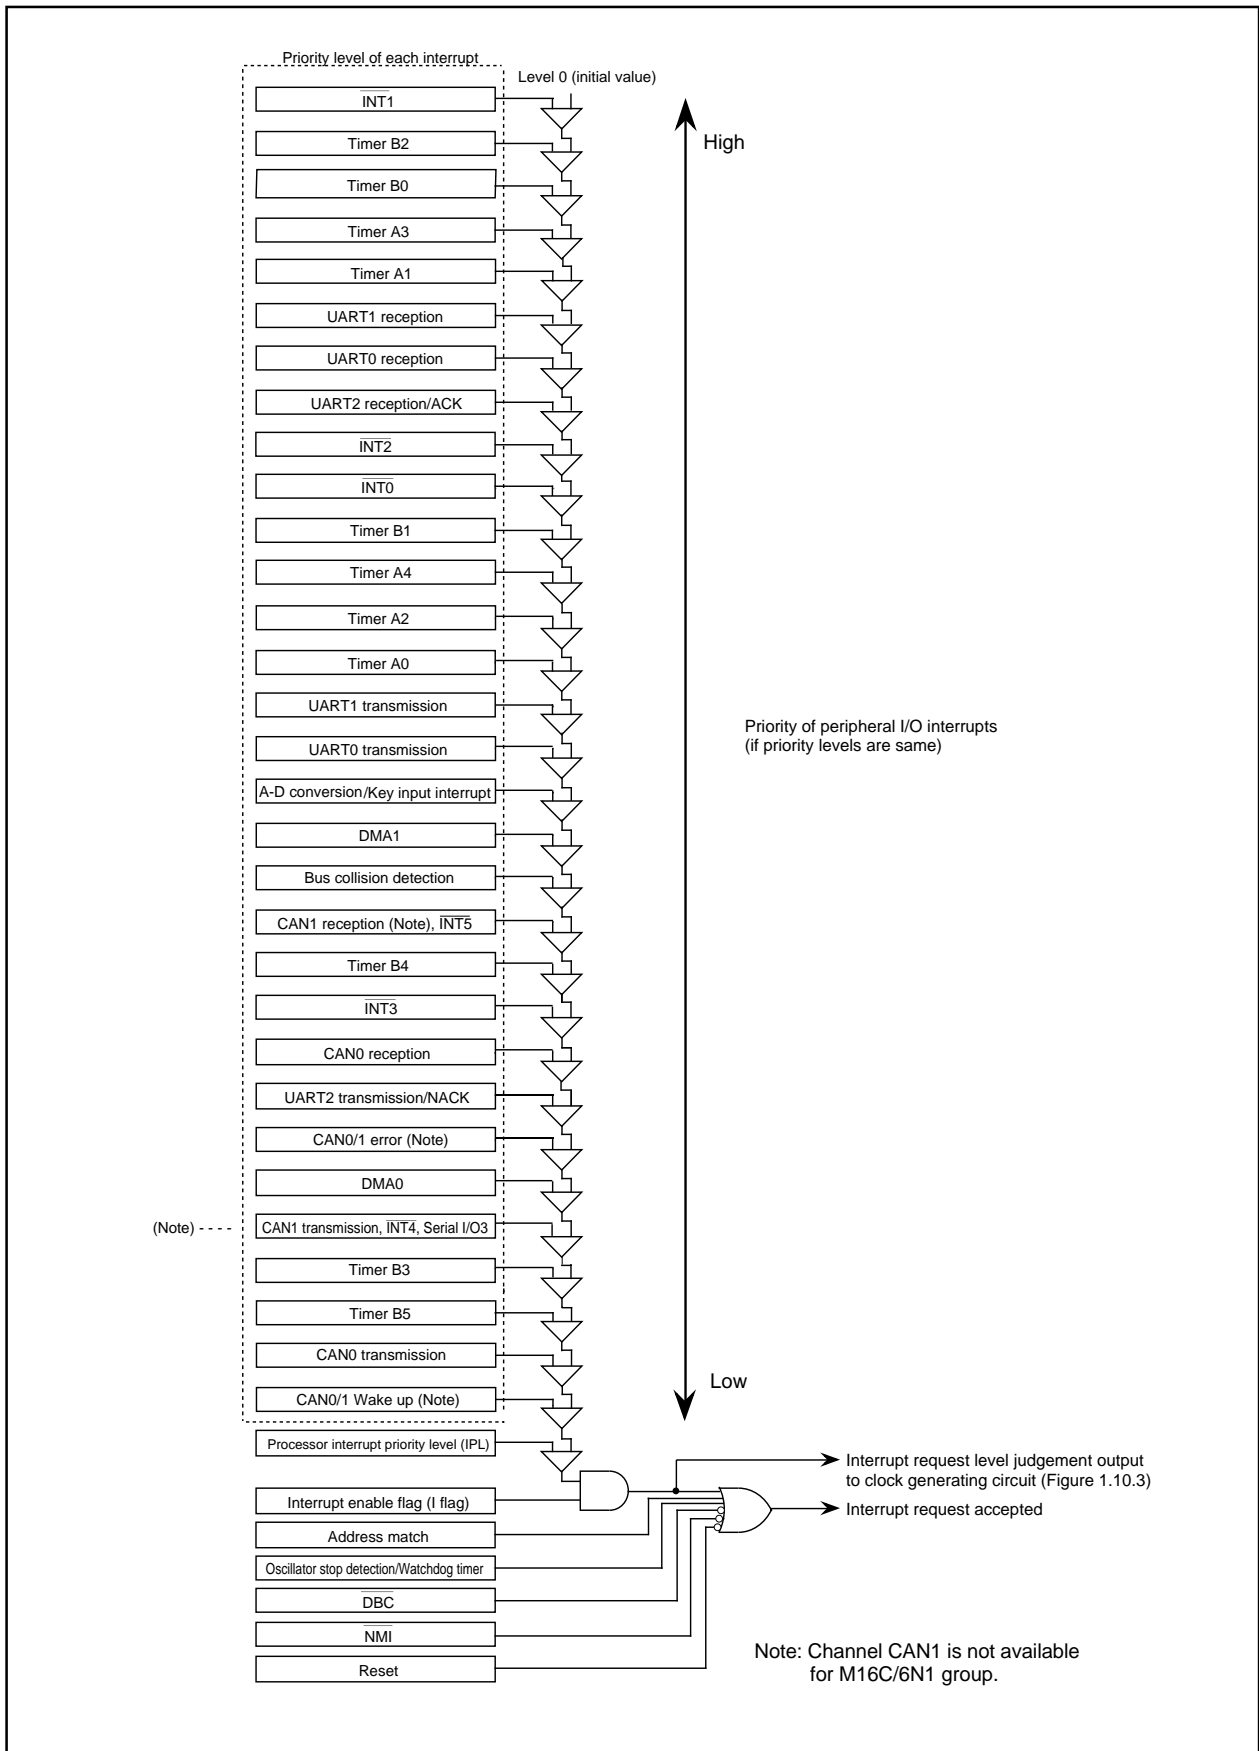 Priority level of each interrupt
Level 0 (initial value)
INT1
High
Timer B2
Timer B0
Timer A3
Timer A1
UART1 reception
UART0 reception
UART2 reception/ACK
INT2
INT0
Timer B1
Timer A4
Timer A2
Timer A0
UART1 transmission
Priority of peripheral I/O interrupts
(if priority levels are same)
UART0 transmission
A-D conversion/Key input interrupt
DMA1
Bus collision detection
CAN1 reception (Note), INT5
Timer B4
INT3
CAN0 reception
UART2 transmission/NACK
CAN0/1 error (Note)
DMA0
(Note) - - - -
CAN1 transmission, INT4, Serial I/O3
Timer B3
Timer B5
CAN0 transmission
Low
CAN0/1 Wake up (Note)
Processor interrupt priority level (IPL)
Interrupt request level judgement output
to clock generating circuit (Figure 1.10.3)
Interrupt enable flag (I flag)
Interrupt request accepted
Address match
Oscillator stop detection/Watchdog timer
DBC
NMI
Reset
Note: Channel CAN1 is not available
for M16C/6N1 group.